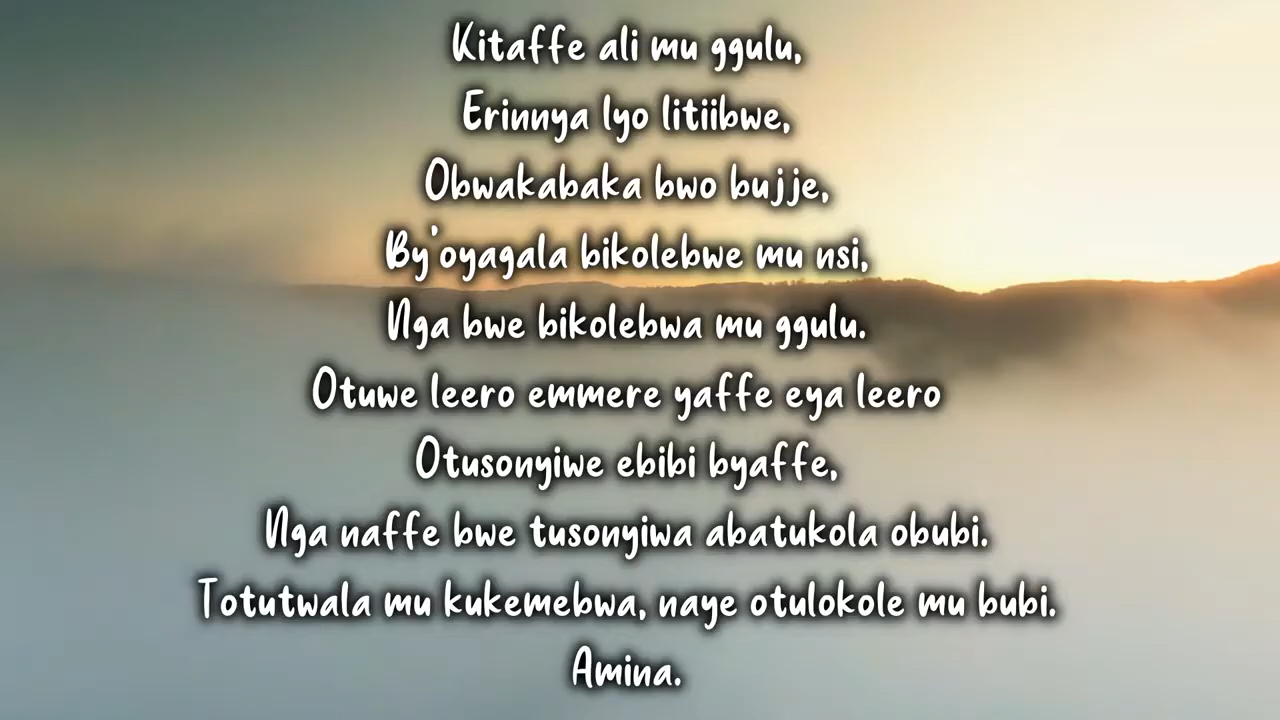 Kitaffe ali mu ggulu,
Erinnya lyo litiibwe,
Obwakabaka bwo bujje,
By'oyagala bikolebwe mu nsi,
Nga bwe bikolebwa mu ggulu.
Otuwe leero emmere yaffe eya leero
Otusonyiwe ebibi byaffe,
Nga naffe bwe tusonyiwa abatukola obubi.
Totutwala mu kukemebwa, naye otulokole mu bubi.
Amina.